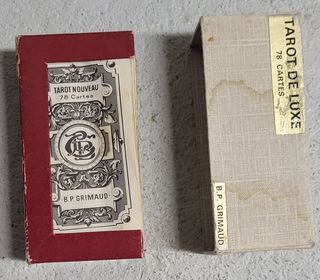 TAROT NOUVEAU
78 Cartes
B.P. GRIMAUD
TAROT DE LUXE
78 CARTES
B.P. GRIMAUD